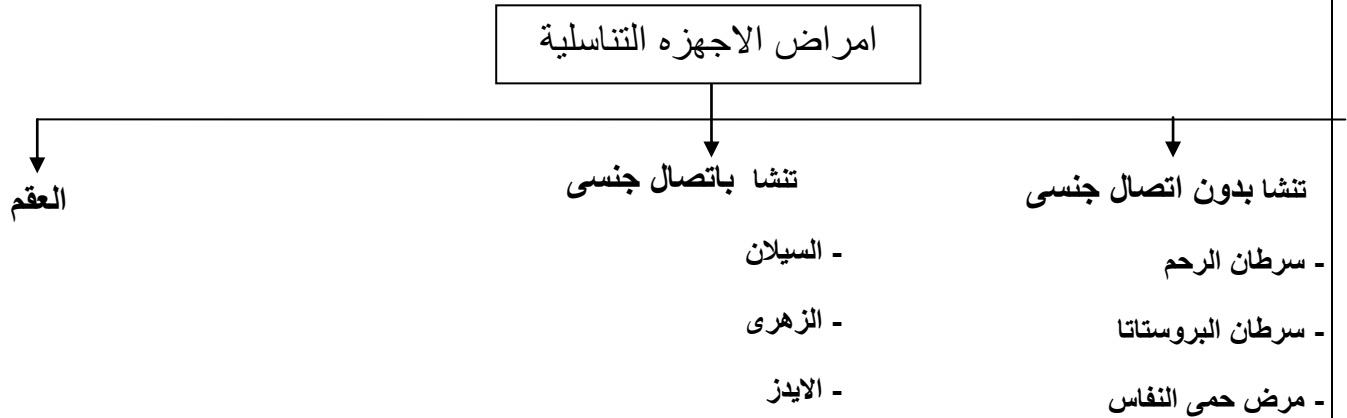 امراض الاجهزه التناسلية
تنشا بدون اتصال جنسى
- سرطان الرحم
- سرطان البروستاتا
- مرض حمى النفاس
تنشا باتصال جنسى
- السيلان
- الزهرى
- الايدز
العقم